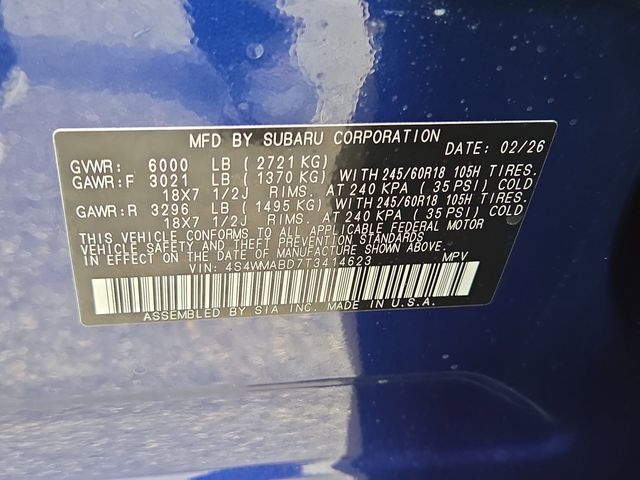 MFD BY SUBARU CORPORATION DATE: 02/26
GVWR: 6000 LB ( 2721 KG)
GAWR:F 3021 LB ( 1370 KG) WITH 245/60R18 105H TIRES.
18X7 1/2J RIMS. AT 240 KPA ( 35 PSI) COLD
GAWR:R 3296 LB ( 1495 KG) WITH 245/60R18 105H TIRES.
18X7 1/2J RIMS. AT 240 KPA ( 35 PSI) COLD
THIS VEHICLE CONFORMS TO ALL APPLICABLE FEDERAL MOTOR
VEHICLE SAFETY AND THEFT PREVENTION STANDARDS
IN EFFECT ON THE DATE OF MANUFACTURE SHOWN ABOVE.
VIN: 4S4WMABD7T3414623 MPV
ASSEMBLED BY SIA INC. MADE IN U.S.A.